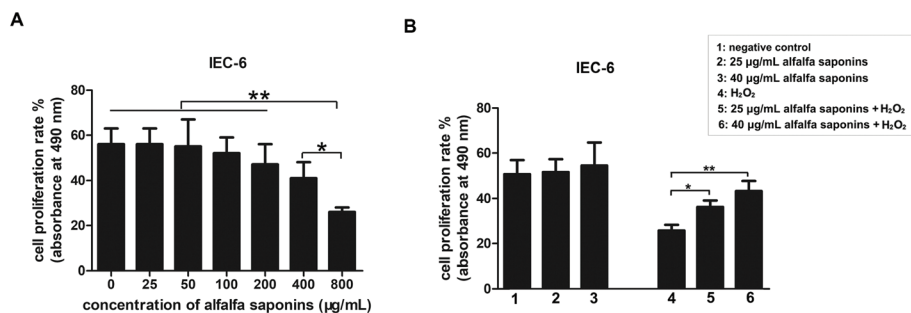 A
IEC-6
**
*
cell proliferation rate %
(absorbance at 490 nm)
80
60
40
20
0
0 25 50 100 200 400 800
concentration of alfalfa saponins (µg/mL)
B
IEC-6
1: negative control
2: 25 µg/mL alfalfa saponins
3: 40 µg/mL alfalfa saponins
4: H₂O₂
5: 25 µg/mL alfalfa saponins + H₂O₂
6: 40 µg/mL alfalfa saponins + H₂O₂
cell proliferation rate %
(absorbance at 490 nm)
80
60
40
20
0
**
*
1 2 3 4 5 6